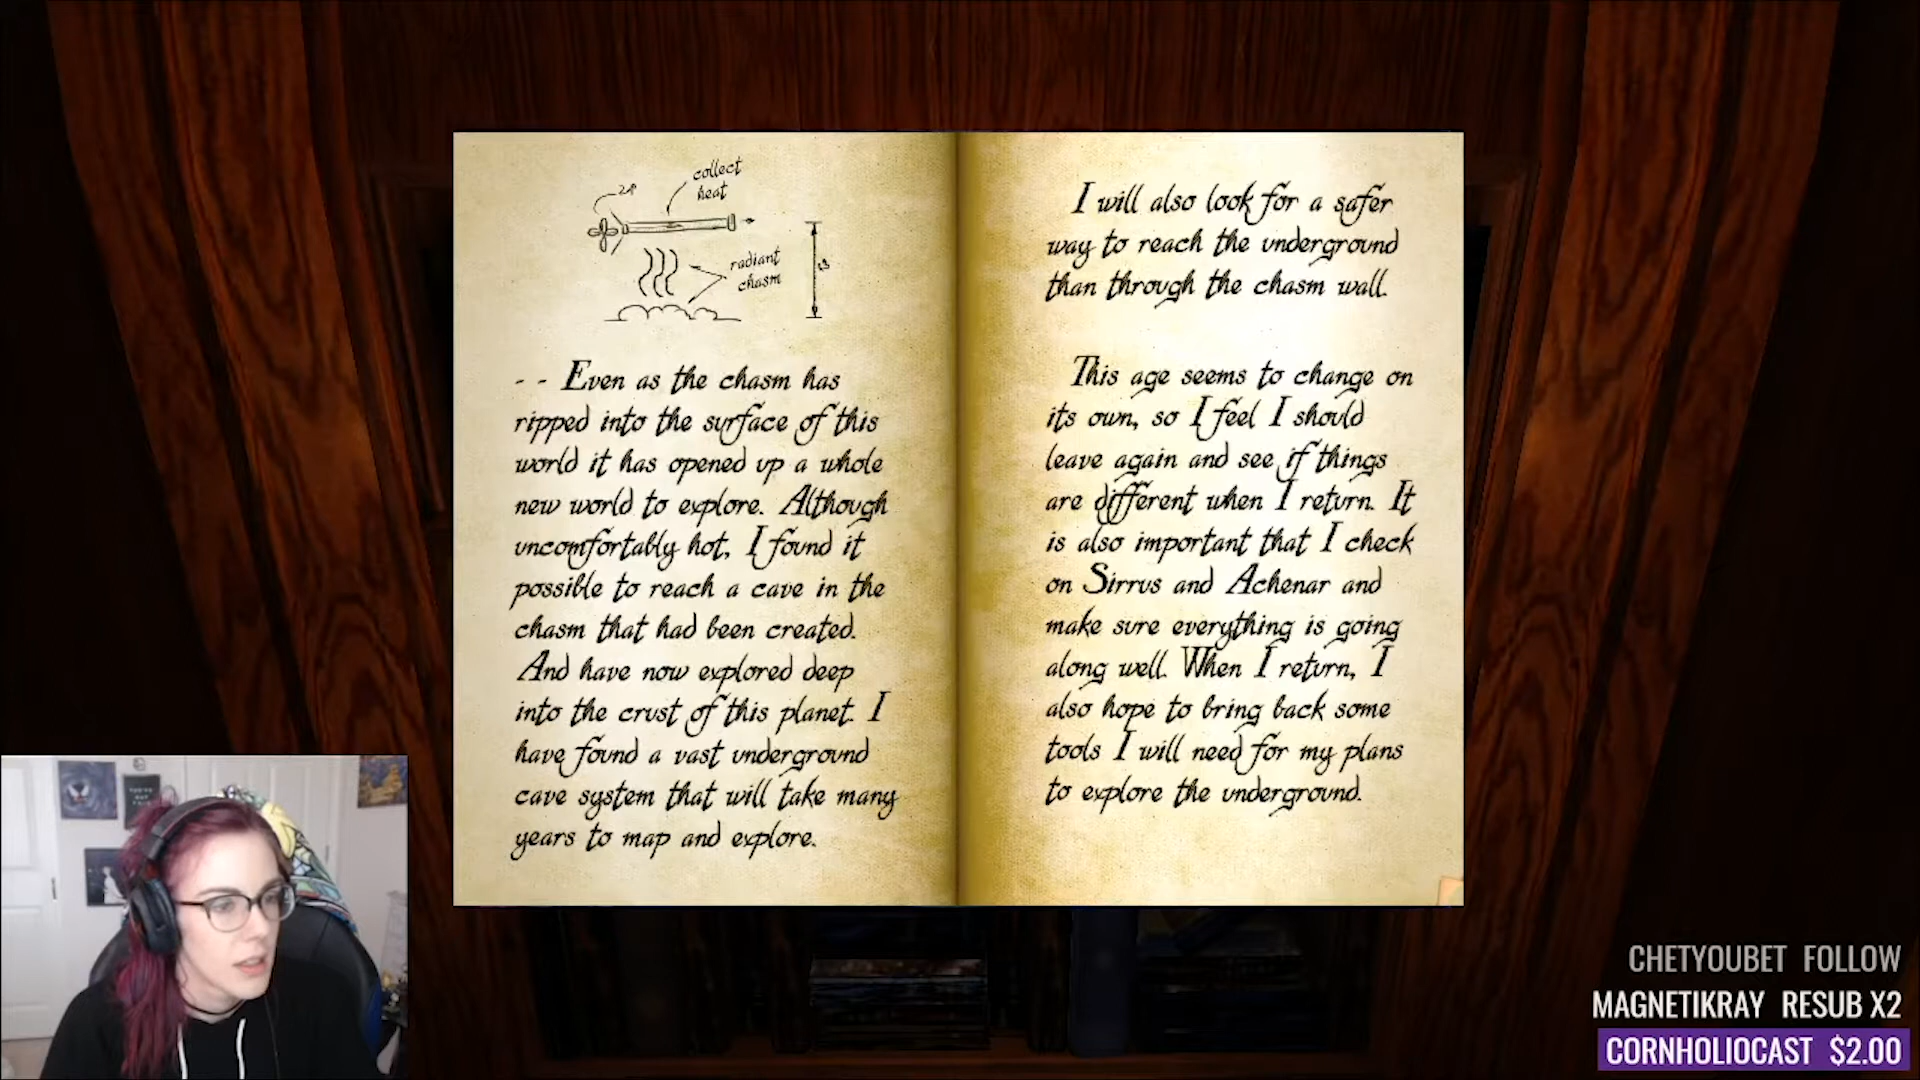 collect
heat
radiant
chasm
- - Even as the chasm has
ripped into the surface of this
world it has opened up a whole
new world to explore. Although
uncomfortably hot, I found it
possible to reach a cave in the
chasm that had been created.
And have now explored deep
into the crust of this planet. I
have found a vast underground
cave system that will take many
years to map and explore.
I will also look for a safer
way to reach the underground
than through the chasm wall.
This age seems to change on
its own, so I feel I should
leave again and see if things
are different when I return. It
is also important that I check
on Sirrus and Achenar and
make sure everything is going
along well. When I return, I
also hope to bring back some
tools I will need for my plans
to explore the underground.
CHETYOUBET FOLLOW
MAGNETIKRAY RESUB X2
CORNHOLIOCAST $2.00